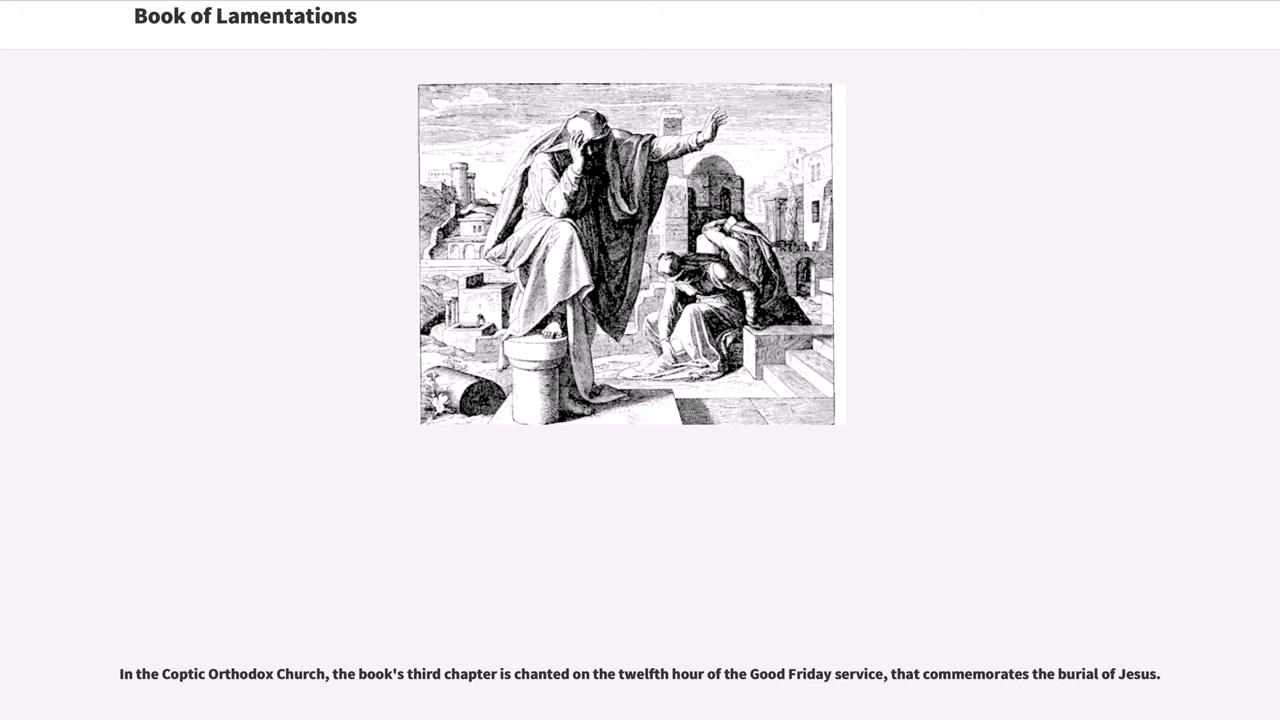 Book of Lamentations
In the Coptic Orthodox Church, the book's third chapter is chanted on the twelfth hour of the Good Friday service, that commemorates the burial of Jesus.